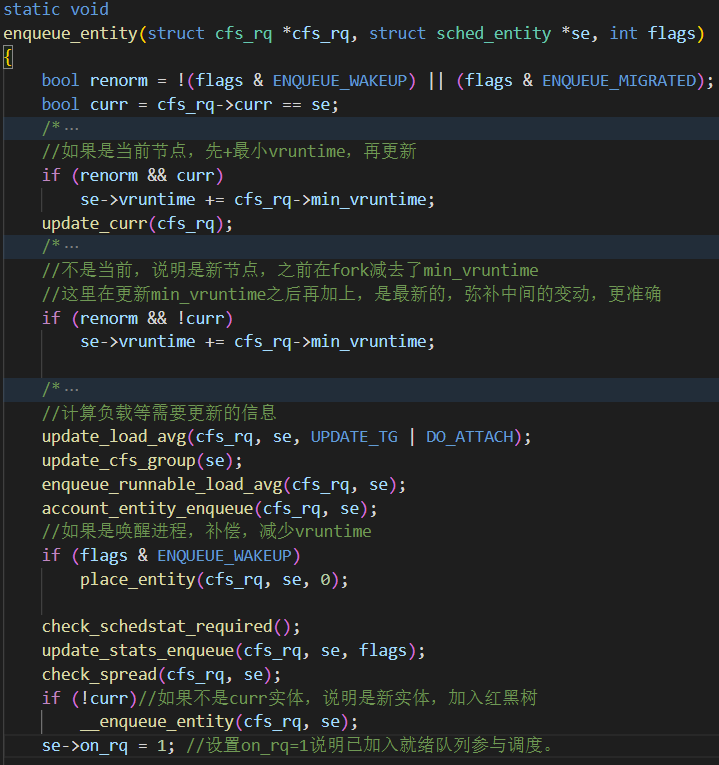 static void
enqueue_entity(struct cfs_rq *cfs_rq, struct sched_entity *se, int flags)
{
    bool renorm = !(flags & ENQUEUE_WAKEUP) || (flags & ENQUEUE_MIGRATED);
    bool curr = cfs_rq->curr == se;
    /*···
    //如果是当前节点，先+最小vruntime，再更新
    if (renorm && curr)
        se->vruntime += cfs_rq->min_vruntime;
    update_curr(cfs_rq);
    /*···
    //不是当前，说明是新节点，之前在fork减去了min_vruntime
    //这里在更新min_vruntime之后再加上，是最新的，弥补中间的变动，更准确
    if (renorm && !curr)
        se->vruntime += cfs_rq->min_vruntime;

    /*···
    //计算负载等需要更新的信息
    update_load_avg(cfs_rq, se, UPDATE_TG | DO_ATTACH);
    update_cfs_group(se);
    enqueue_runnable_load_avg(cfs_rq, se);
    account_entity_enqueue(cfs_rq, se);
    //如果是唤醒进程，补偿，减少vruntime
    if (flags & ENQUEUE_WAKEUP)
        place_entity(cfs_rq, se, 0);

    check_schedstat_required();
    update_stats_enqueue(cfs_rq, se, flags);
    check_spread(cfs_rq, se);
    if (!curr)//如果不是curr实体，说明是新实体，加入红黑树
        __enqueue_entity(cfs_rq, se);
    se->on_rq = 1; //设置on_rq=1说明已加入就绪队列参与调度。